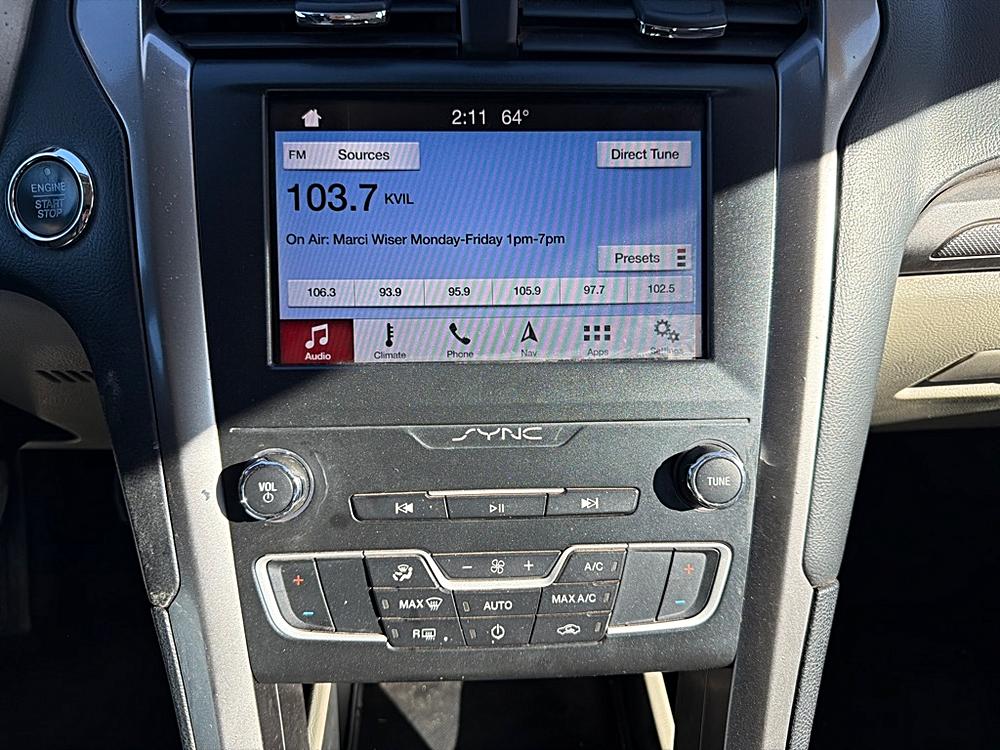 2:11 64°
FM Sources
Direct Tune
103.7 KVIL
On Air: Marci Wiser Monday-Friday 1pm-7pm
Presets
106.3 93.9 95.9 105.9 97.7 102.5
Audio Climate Phone Nav Apps Settings
ENGINE
START
STOP
SYNC
VOL
TUNE
A/C
MAX AUTO MAX A/C
R